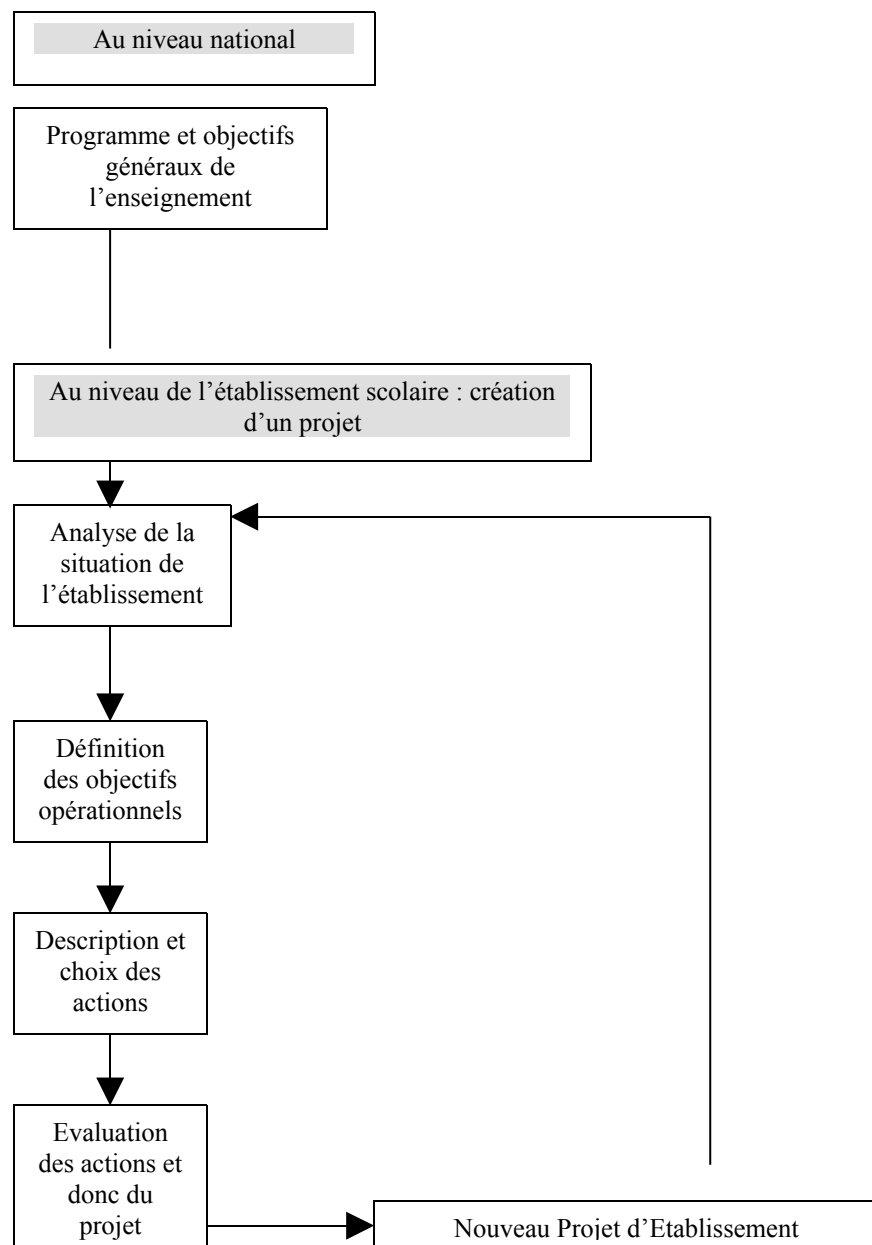 Au niveau national
Programme et objectifs
généraux de
l’enseignement
Au niveau de l’établissement scolaire : création
d’un projet
Analyse de la
situation de
l’établissement
Définition
des objectifs
opérationnels
Description et
choix des
actions
Evaluation
des actions et
donc du
projet
Nouveau Projet d’Etablissement